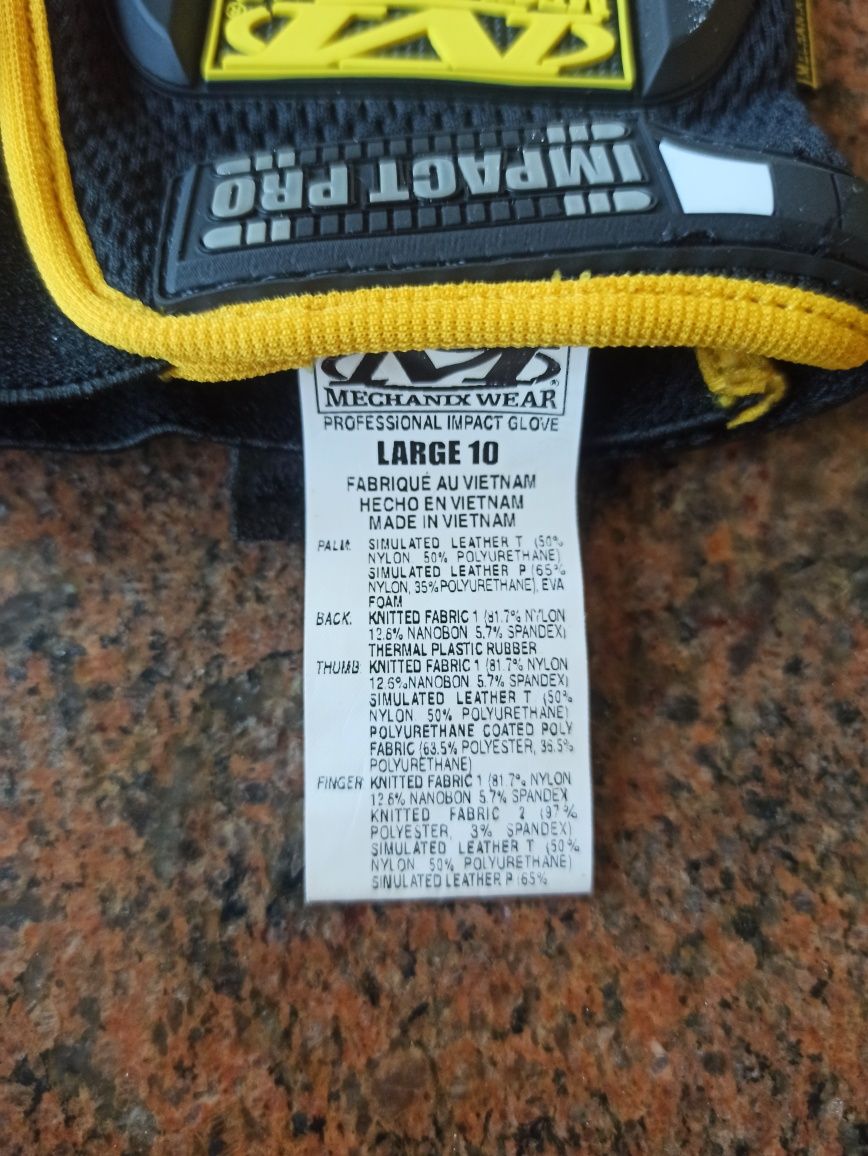 IMPACT PRO
MECHANIX WEAR
PROFESSIONAL IMPACT GLOVE
LARGE 10
FABRIQUÉ AU VIETNAM
HECHO EN VIETNAM
MADE IN VIETNAM
PALM: SIMULATED LEATHER T (50%
NYLON 50% POLYURETHANE)
SIMULATED LEATHER P (65%
NYLON, 35% POLYURETHANE), EVA
FOAM
BACK: KNITTED FABRIC 1 (81.7% NYLON
12.6% NANOBON 5.7% SPANDEX)
THERMAL PLASTIC RUBBER
THUMB: KNITTED FABRIC 1 (81.7% NYLON
12.6% NANOBON 5.7% SPANDEX)
SIMULATED LEATHER T (50%
NYLON 50% POLYURETHANE)
POLYURETHANE COATED POLY
FABRIC (63.5% POLYESTER, 36.5%
POLYURETHANE)
FINGER KNITTED FABRIC 1 (81.7% NYLON
12.6% NANOBON 5.7% SPANDEX
KNITTED FABRIC 2 (97%
POLYESTER, 3% SPANDEX)
SIMULATED LEATHER T (50%
NYLON 50% POLYURETHANE)
SIMULATED LEATHER P (65%